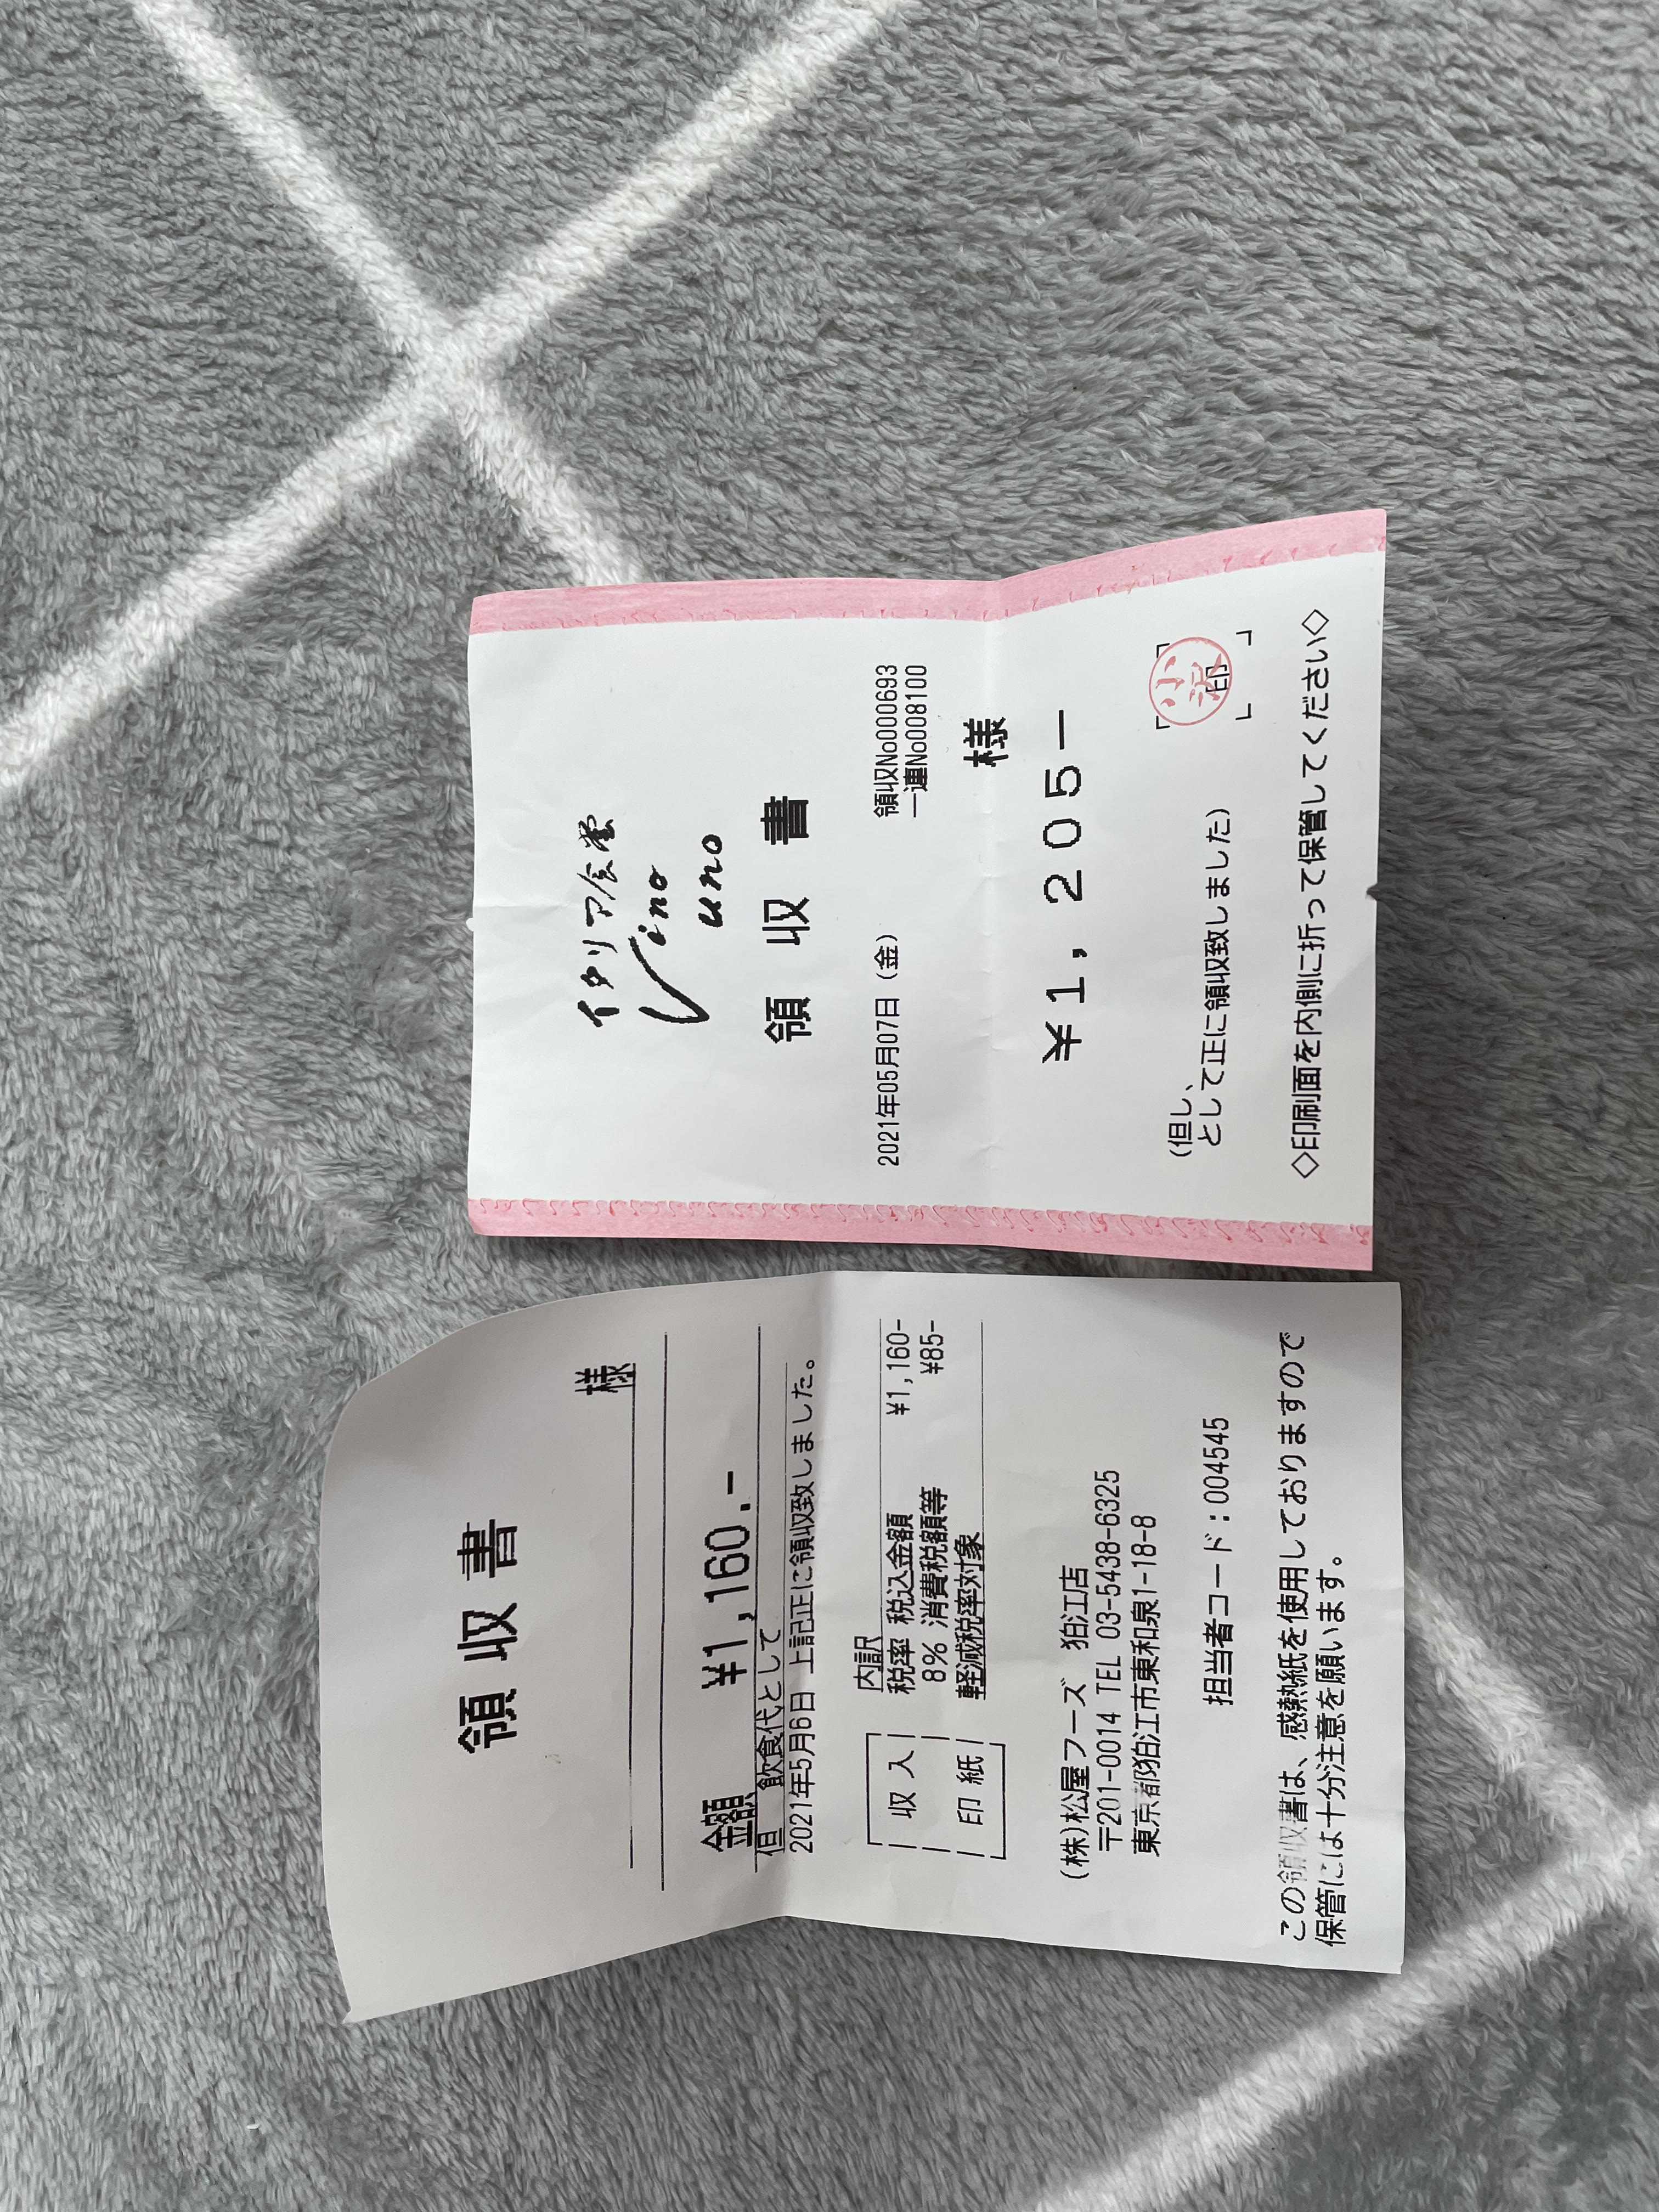 領 収 書
様
金額 ¥1,160.-
但 飲食代として
2021年5月6日 上記正に領収致しました。
収 入
印 紙
内訳
税率 税込金額 ¥1,160-
8% 消費税額等 ¥85-
軽減税率対象
(株)松屋フーズ 狛江店
〒201-0014 TEL 03-5438-6325
東京都狛江市東和泉1-18-8
担当者コード:004545
この領収書は、感熱紙を使用しておりますので
保管には十分注意を願います。
イタリア食堂
Vino
uno
領 収 書
2021年05月07日(金) 領収No000693
一連No008100
様
¥1,205-
(但し、
として正に領収致しました)
印
小沢
◇印刷面を内側に折って保管してください◇